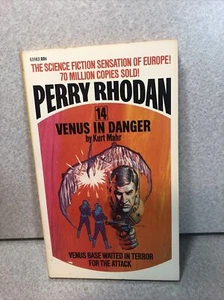 THE SCIENCE FICTION SENSATION OF EUROPE!
70 MILLION COPIES SOLD!
PERRY RHODAN
14
VENUS IN DANGER
by Kurt Mahr
VENUS BASE WAITED IN TERROR
FOR THE ATTACK